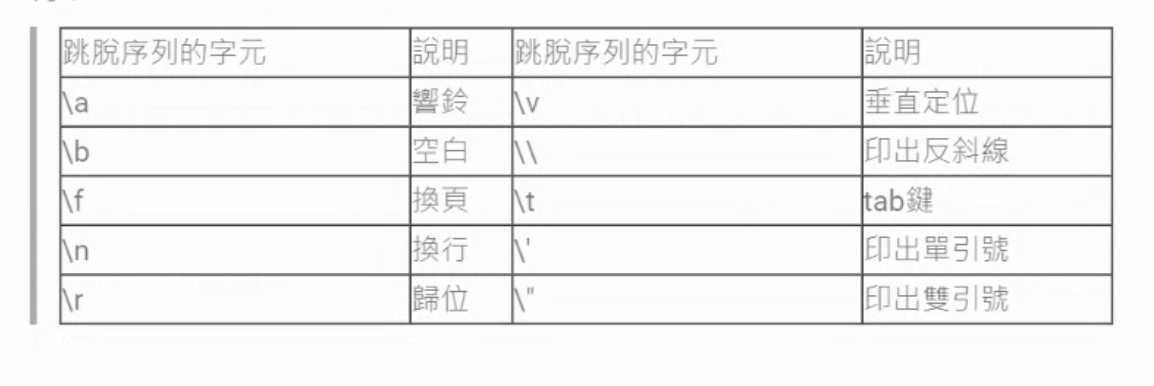 跳脫序列的字元 說明 跳脫序列的字元 說明
\a 響鈴 \v 垂直定位
\b 空白 \\ 印出反斜線
\f 換頁 \t tab鍵
\n 換行 \' 印出單引號
\r 歸位 \" 印出雙引號